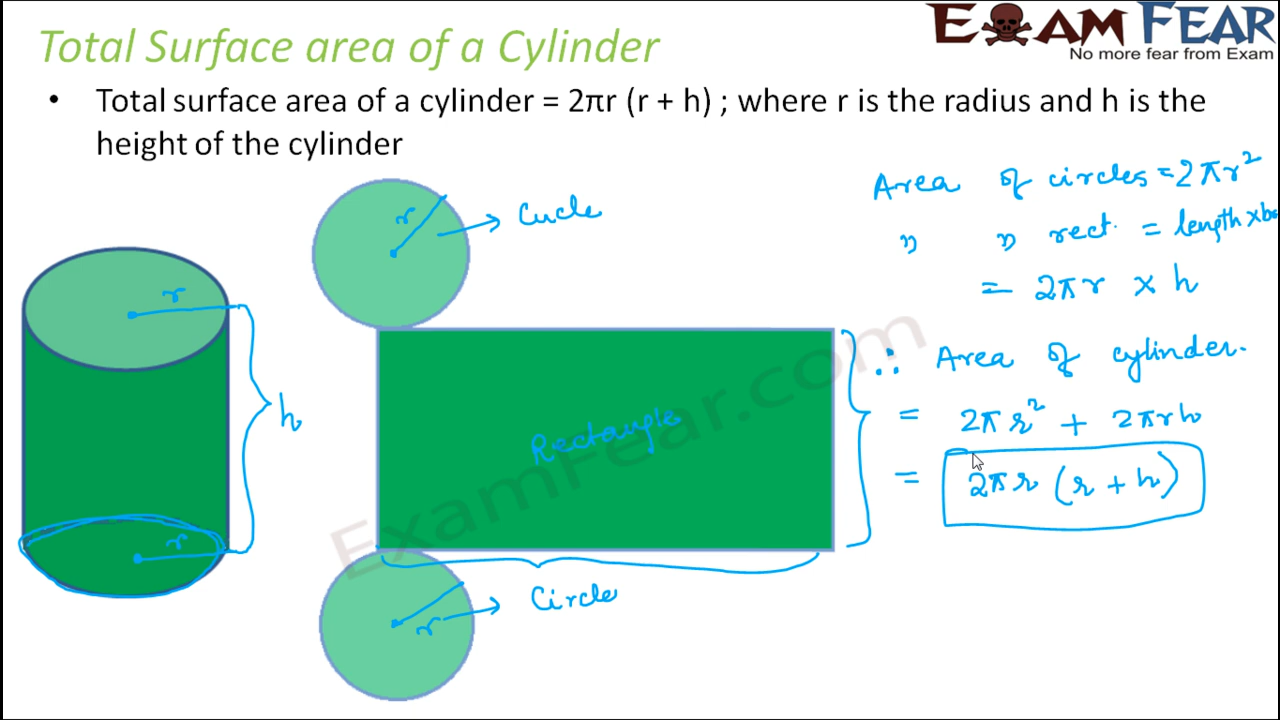 Total Surface area of a Cylinder
EXAM FEAR
No more fear from Exam
• Total surface area of a cylinder = 2πr (r + h) ; where r is the radius and h is the
height of the cylinder
Area of circles = 2πr²
" " rect. = length x
= 2πr × h
∴ Area of cylinder.
= 2πr² + 2πrh
= 2πr (r + h)
r
r
h
r
Circle
Rectangle
r
Circle
ExamFear.com